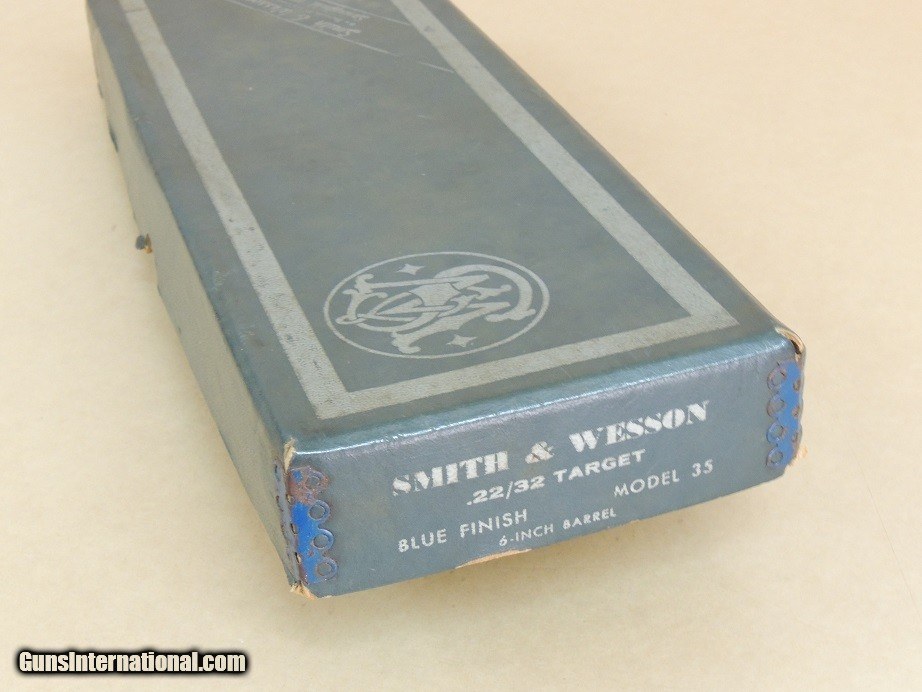 SMITH & WESSON
.22/32 TARGET
BLUE FINISH MODEL 35
6-INCH BARREL
GunsInternational.com